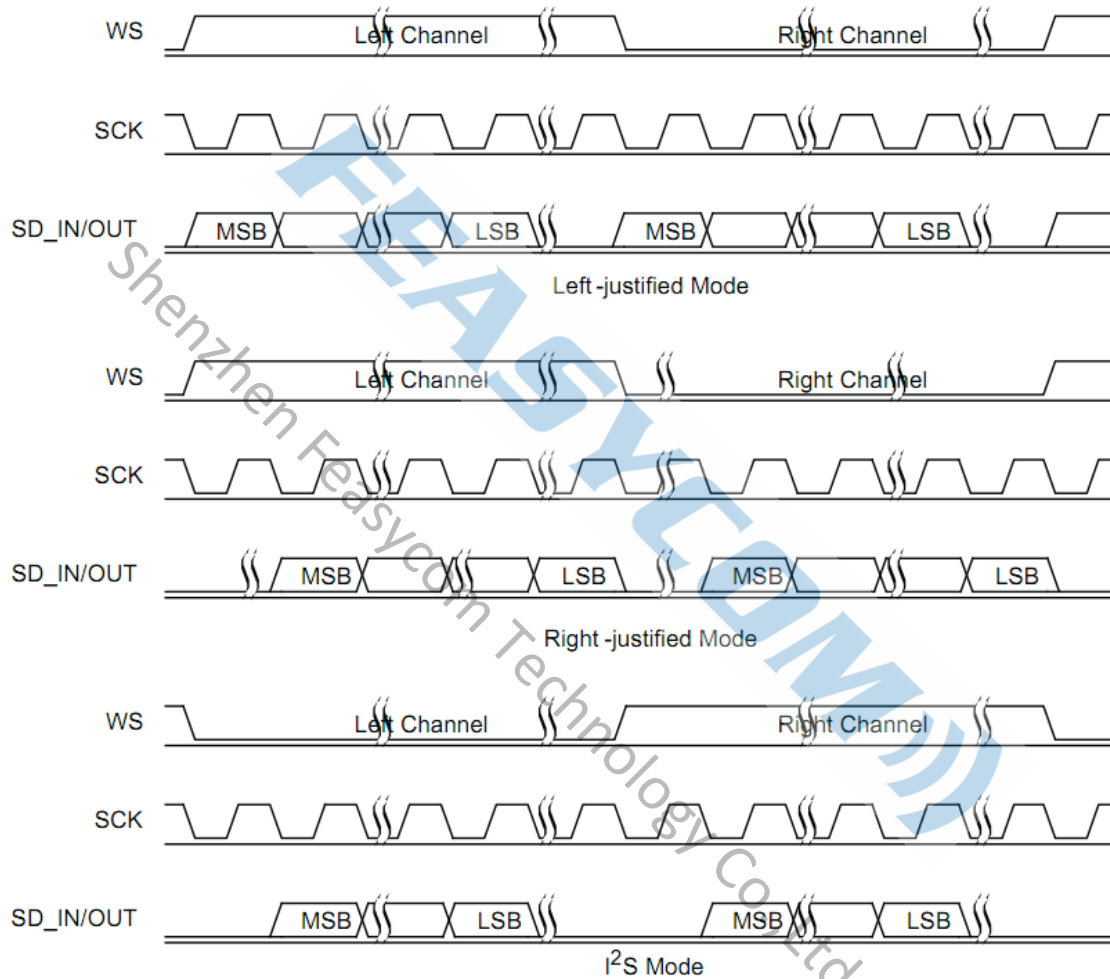 WS Left Channel Right Channel
SCK
SD_IN/OUT MSB LSB MSB LSB
Left -justified Mode
WS Left Channel Right Channel
SCK
SD_IN/OUT MSB LSB MSB LSB
Right -justified Mode
WS Left Channel Right Channel
SCK
SD_IN/OUT MSB LSB MSB LSB
I²S Mode
FEASYCOM
Shenzhen Feasycom Technology Co.,Ltd